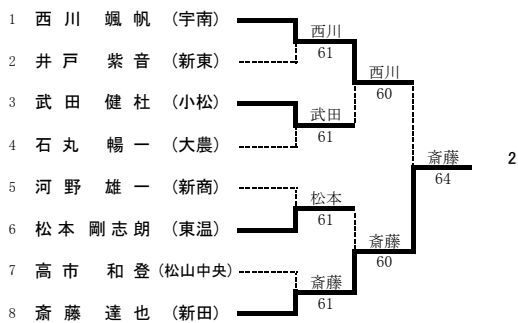 1 西川 颯帆 (宇南)
西川
61
2 井戸 紫音 (新東)
西川
60
3 武田 健杜 (小松)
武田
61
4 石丸 暢一 (大農)
斎藤
64
2
5 河野 雄一 (新商)
松本
61
6 松本 剛志朗 (東温)
斎藤
60
7 高市 和登 (松山中央)
斎藤
61
8 斎藤 達也 (新田)